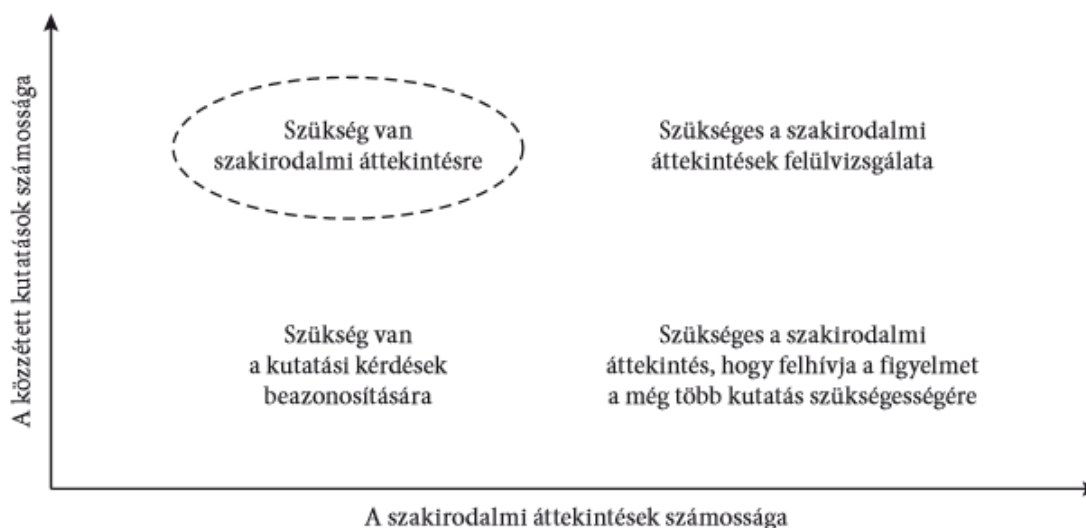 A közzétett kutatások számossága
Szükség van
szakirodalmi áttekintésre
Szükséges a szakirodalmi
áttekintések felülvizsgálata
Szükség van
a kutatási kérdések
beazonosítására
Szükséges a szakirodalmi
áttekintés, hogy felhívja a figyelmet
a még több kutatás szükségességére
A szakirodalmi áttekintések számossága